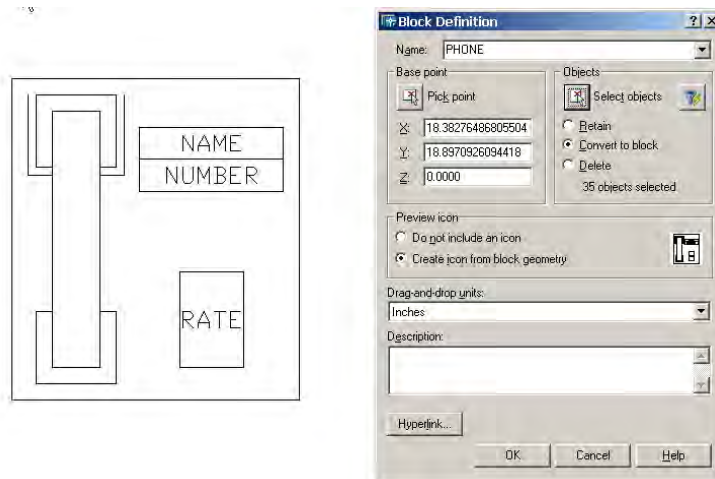 NAME
NUMBER
RATE
Block Definition
Name: PHONE
Base point
Pick point
X: 18.38276486805504
Y: 18.8970926094418
Z: 0.0000
Objects
Select objects
Retain
Convert to block
Delete
35 objects selected
Preview icon
Do not include an icon
Create icon from block geometry
Drag-and-drop units:
Inches
Description:
Hyperlink...
OK Cancel Help